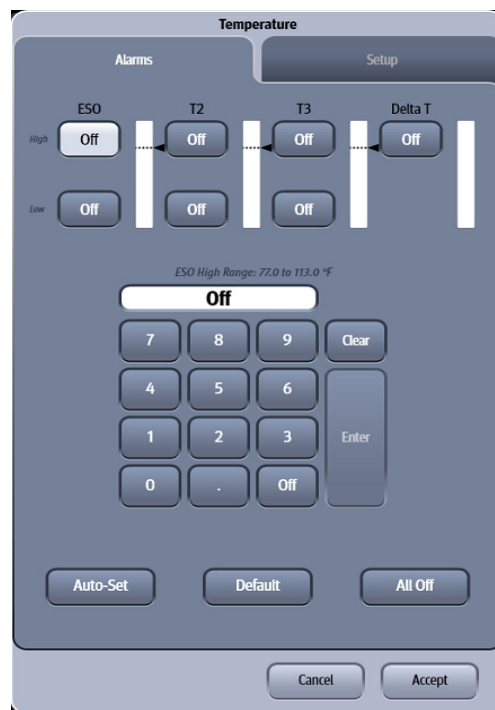 Temperature
Alarms Setup
ESO T2 T3 Delta T
High Off Off Off Off
Low Off Off Off
ESO High Range: 77.0 to 113.0 °F
Off
7 8 9 Clear
4 5 6
1 2 3 Enter
0 . Off
Auto-Set Default All Off
Cancel Accept